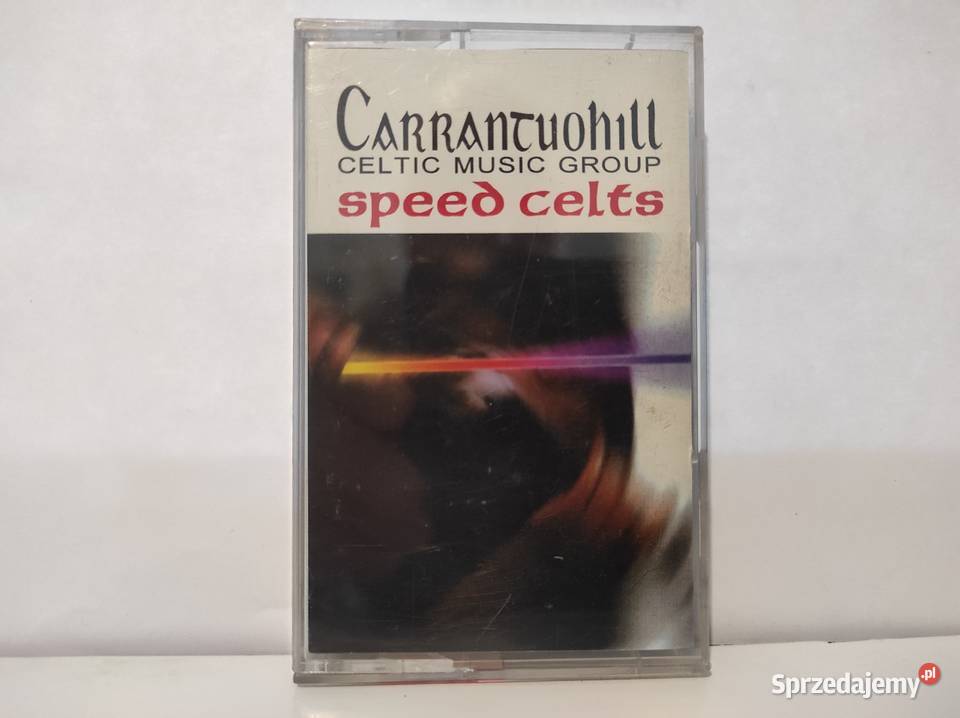 Carrantuohill
CELTIC MUSIC GROUP
speed celts
Sprzedajemy.pl